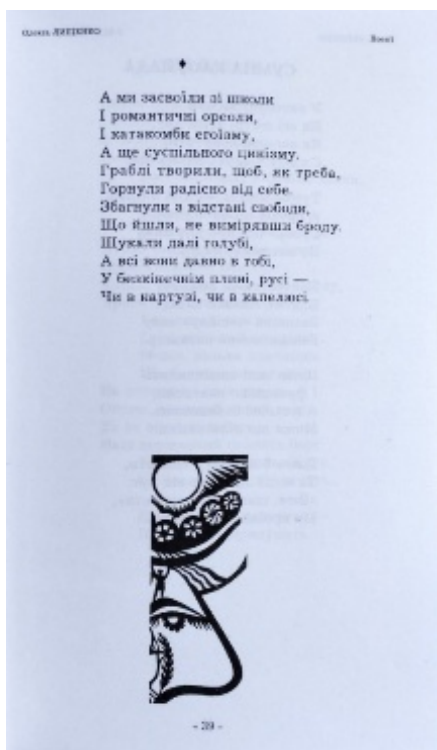 А ми засвоїли зі школи
І романтичні ореоли,
І катакомби егоїзму,
А ще суспільного цинізму.
Граблі творили, щоб, як треба,
Горнули радісно від себе.
Збагнули з відстані свободи,
Що йшли, не вимірявши броду.
Шукали далі голубі,
А всі вони давно в тобі,
У безкінечнім плині, русі —
Чи в картузі, чи в капелюсі.
- 39 -